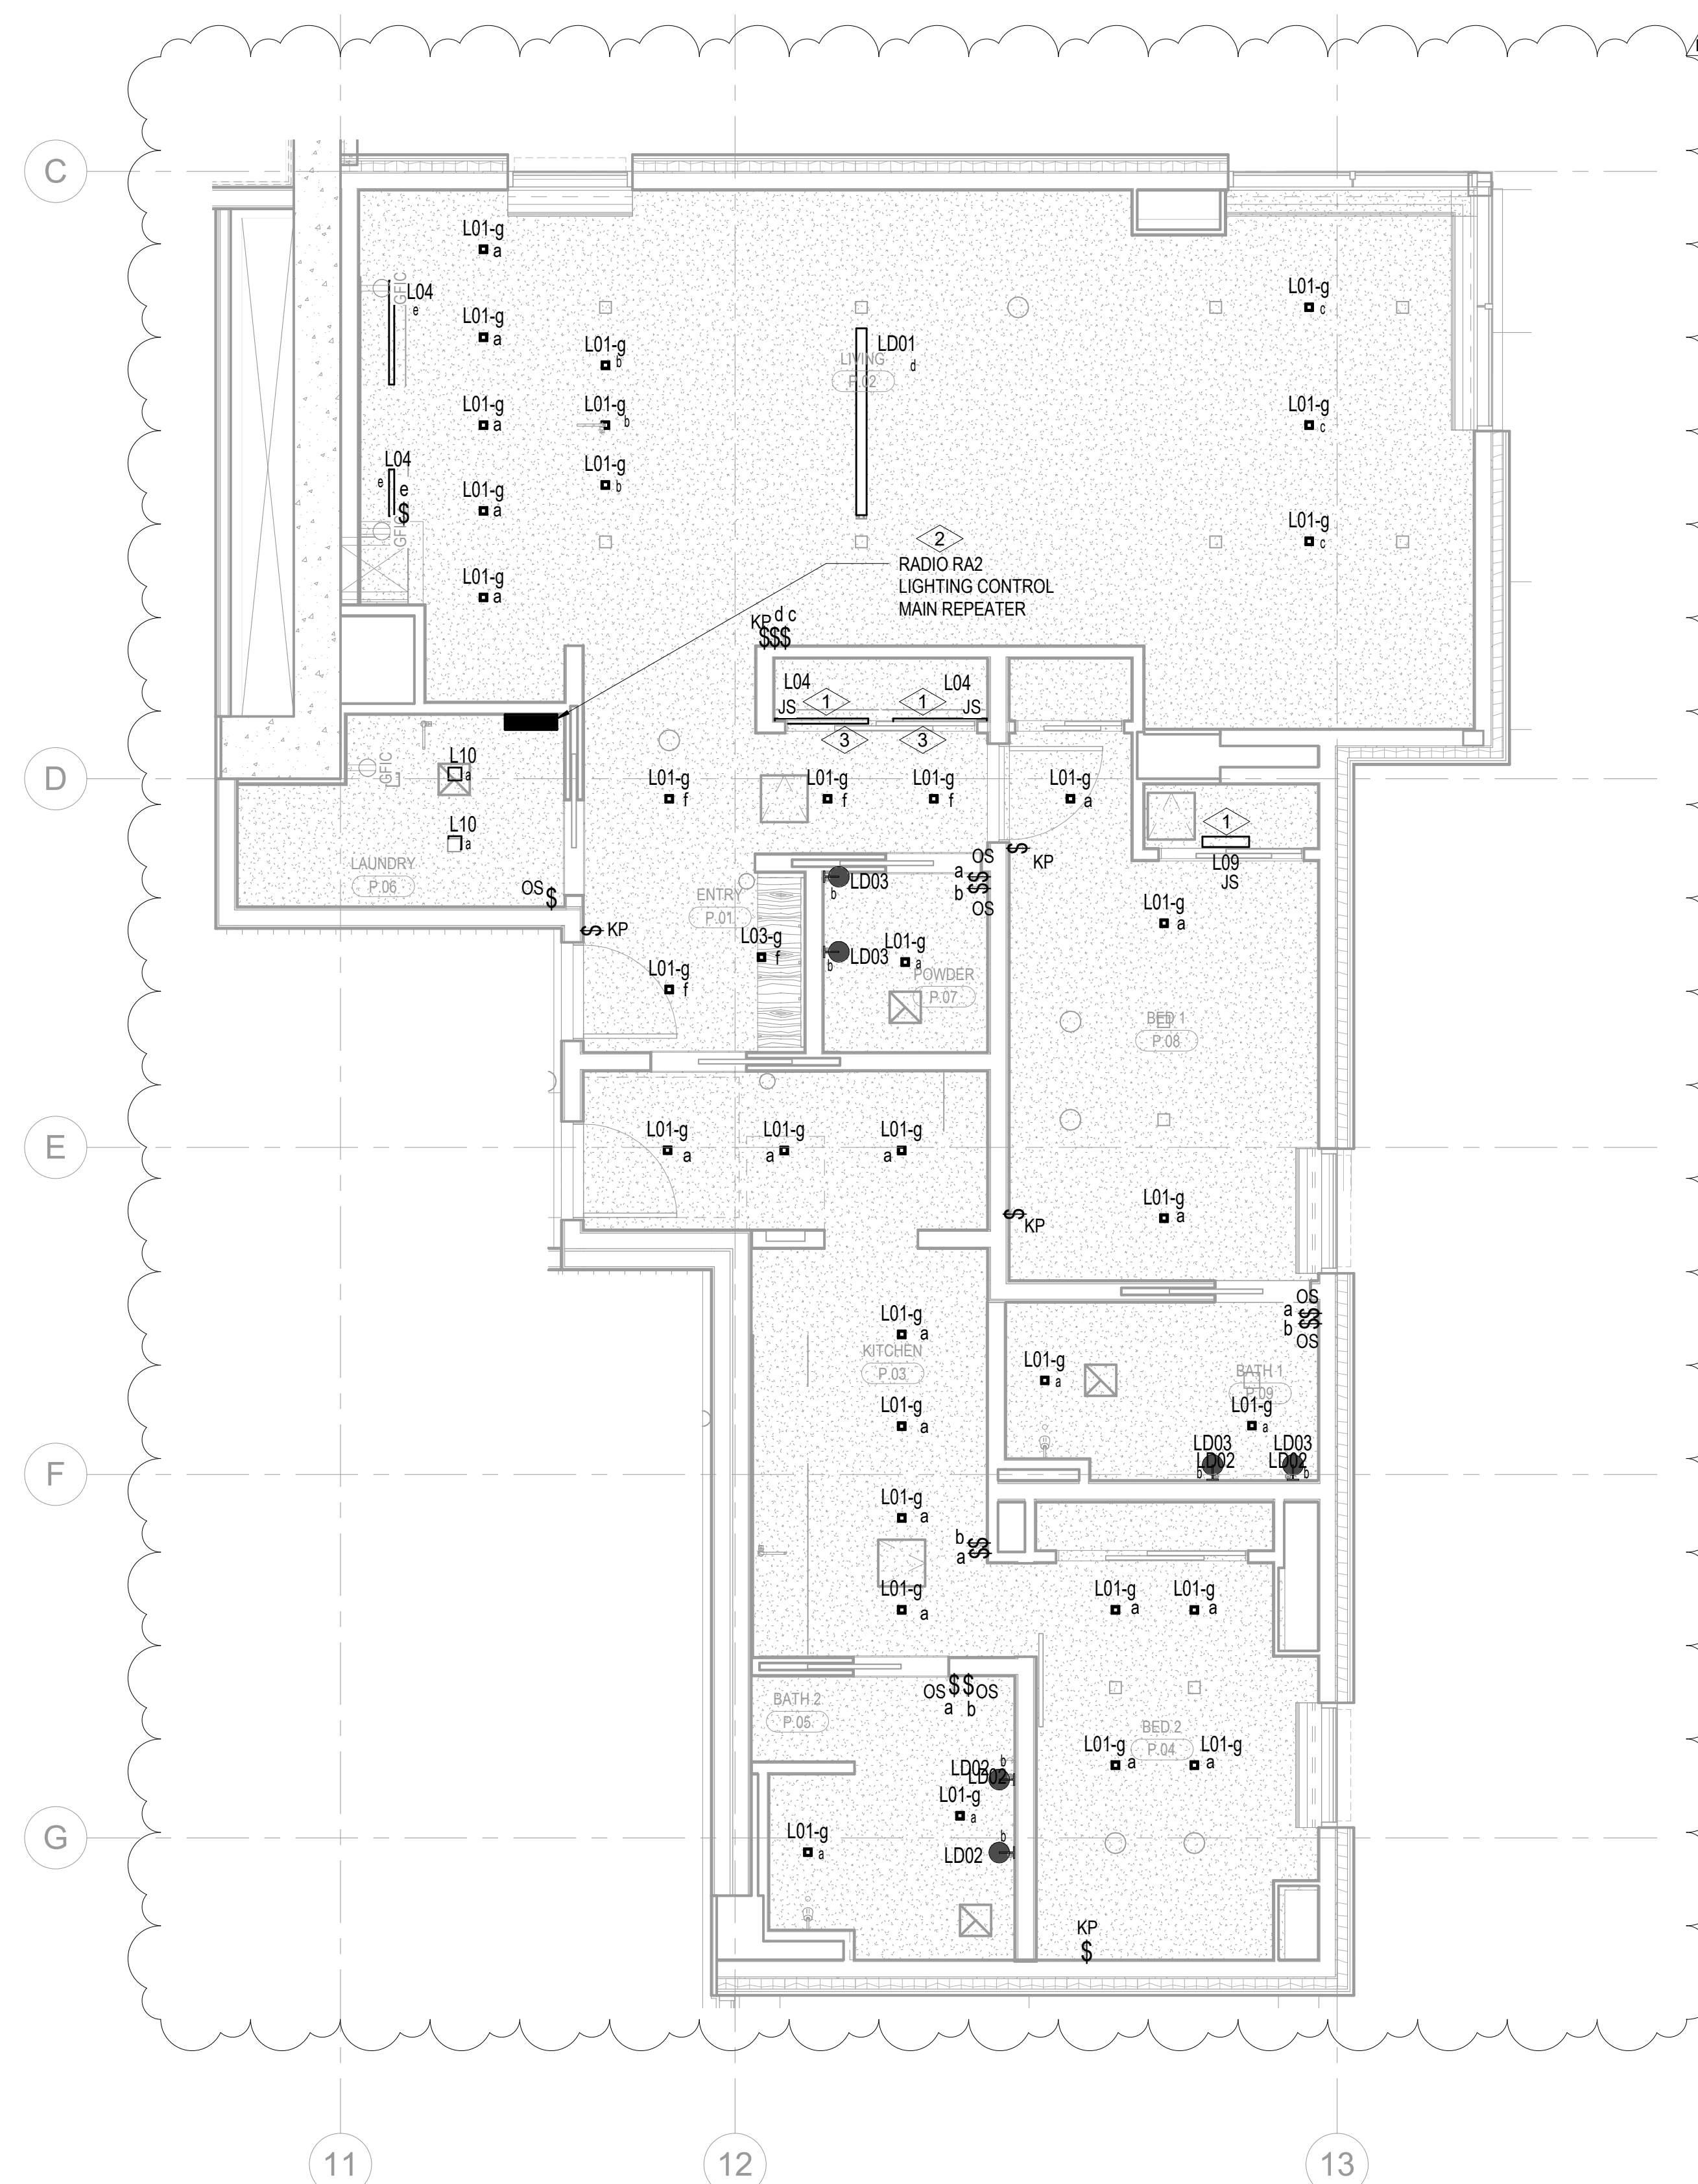 C
L01-g
a
GFIC
L04
e
L01-g
c
L01-g
a
L01-g
b
LD01
d
LIVING
P.02
L01-g
a
L01-g
b
L01-g
c
L04
e
e
$
GFIC
L01-g
b
L01-g
a
L01-g
c
2
RADIO RA2
LIGHTING CONTROL
MAIN REPEATER
L01-g
a
KP d c
$$$
L04
JS
1
1
L04
JS
3
3
D
GFIC
L10
a
L01-g
f
L01-g
f
L01-g
f
L01-g
a
L10
a
LAUNDRY
P.06
OS $
$ KP
1
L09
JS
OS
a $$
b
OS
LD03
b
ENTRY
P.01
$ KP
L03-g
f
LD03
b
L01-g
a
POWDER
P.07
L01-g
a
L01-g
f
BED 1
P.08
E
L01-g
a
L01-g
a
L01-g
a
L01-g
a
$ KP
OS
a $$
b
OS
L01-g
a
KITCHEN
P.03
L01-g
a
BATH 1
P.09
L01-g
a
L01-g
a
F
LD03
LD02
b
LD03
LD02
b
L01-g
a
b $$
a
L01-g
a
L01-g
a
L01-g
a
OS $$ OS
a b
BATH 2
P.05
BED 2
P.04
L01-g
a
L01-g
a
b
LD02
LD02
L01-g
a
G
L01-g
a
b
LD02
KP
$
11
12
13